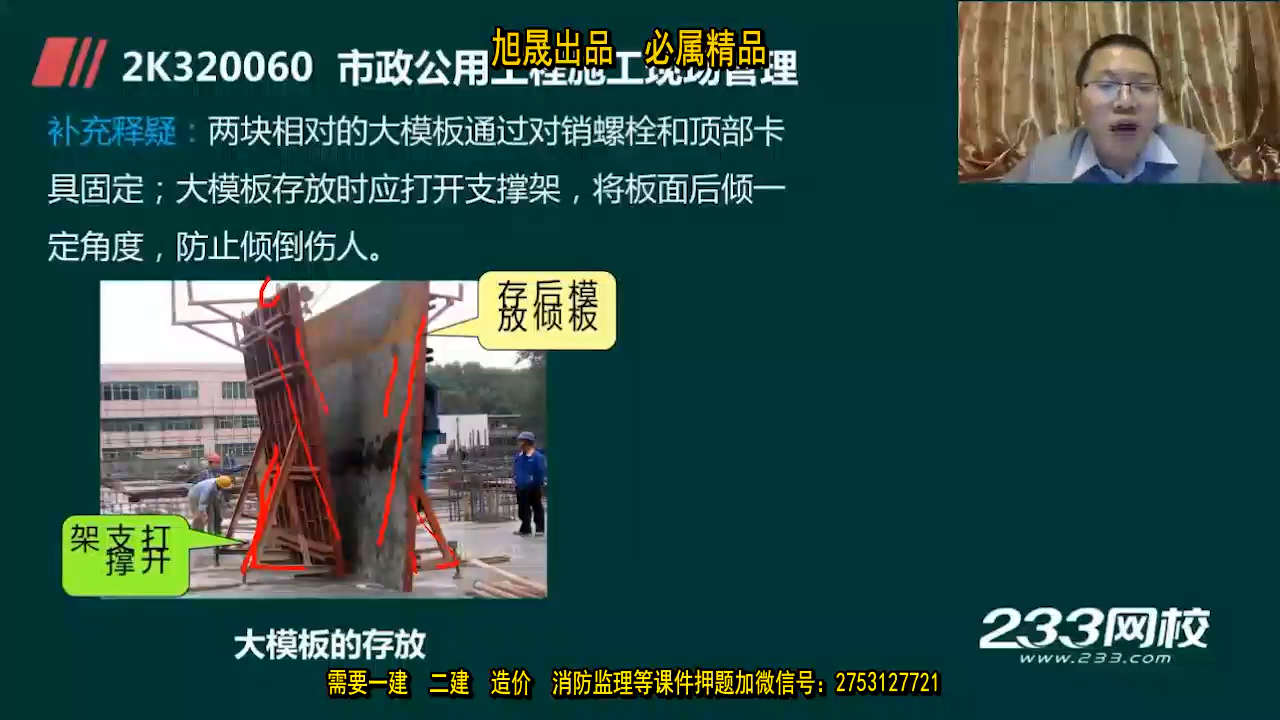 旭晟出品 必属精品
2K320060 市政公用工程施工现场管理
补充释疑：两块相对的大模板通过对销螺栓和顶部卡
具固定；大模板存放时应打开支撑架，将板面后倾一
定角度，防止倾倒伤人。
存后模
放倾板
架支打
撑开
大模板的存放
233网校
www.233.com
需要一建 二建 造价 消防监理等课件押题加微信号：2753127721